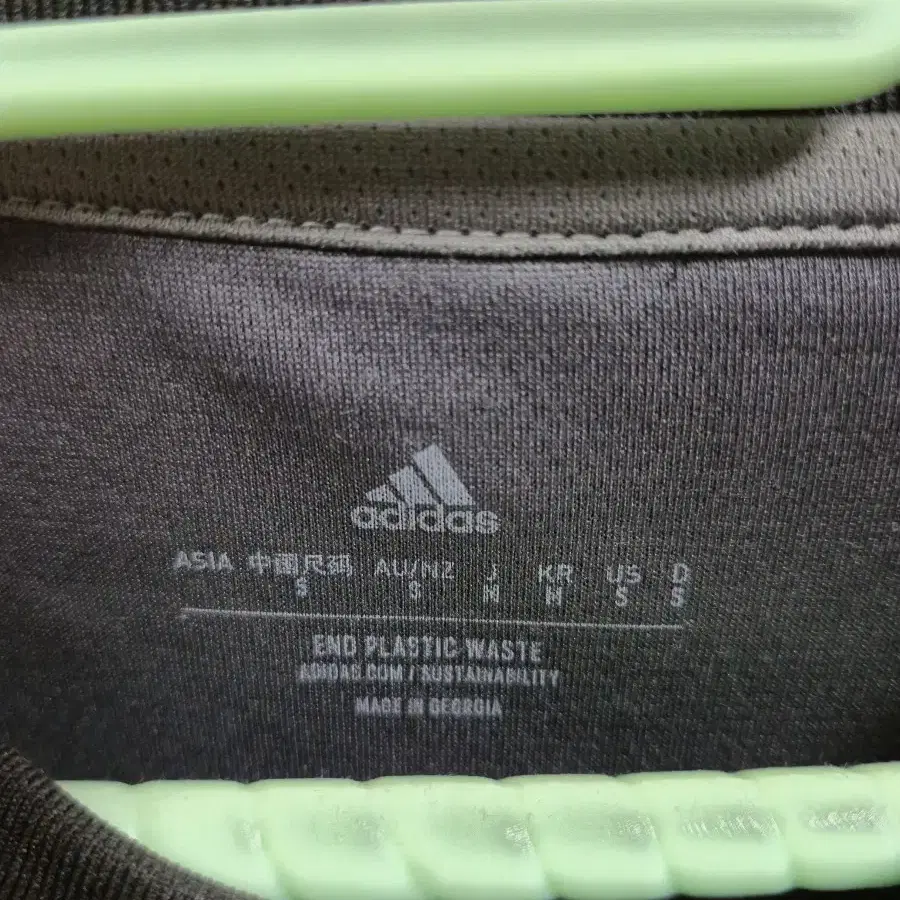 adidas
ASIA 中国尺码 AU/NZ J KR US D
S S M M S S
END PLASTIC WASTE
ADIDAS.COM / SUSTAINABILITY
MADE IN GEORGIA